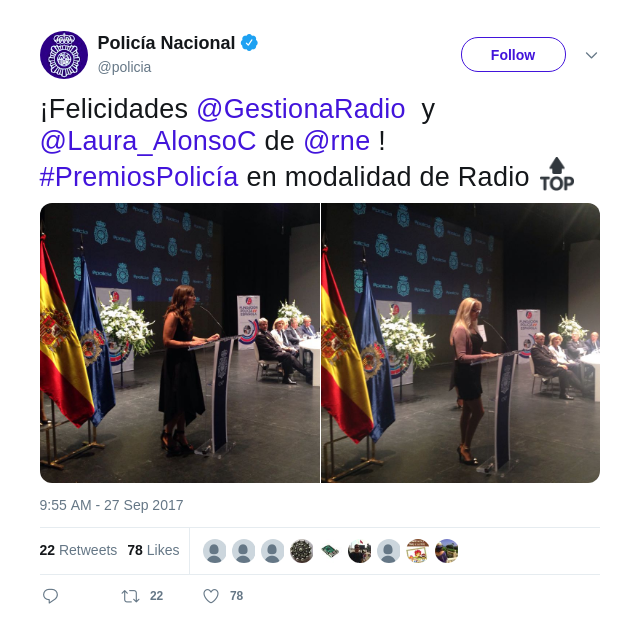 Policía Nacional
@policia
Follow
¡Felicidades @GestionaRadio y
@Laura_AlonsoC de @rne !
#PremiosPolicía en modalidad de Radio TOP
9:55 AM - 27 Sep 2017
22 Retweets 78 Likes
22 78